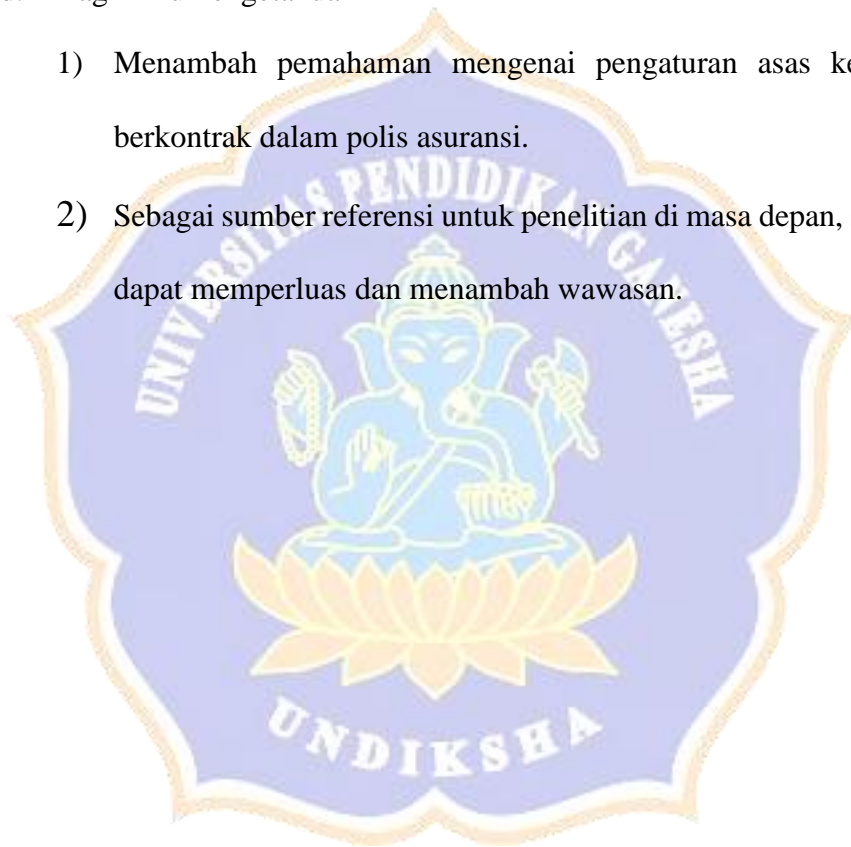 1) Menambah pemahaman mengenai pengaturan asas
berkontrak dalam polis asuransi.
2) Sebagai sumber referensi untuk penelitian di masa depan,
dapat memperluas dan menambah wawasan.
UNIVERSITAS PENDIDIKAN GANESHA
UNDIKSHA